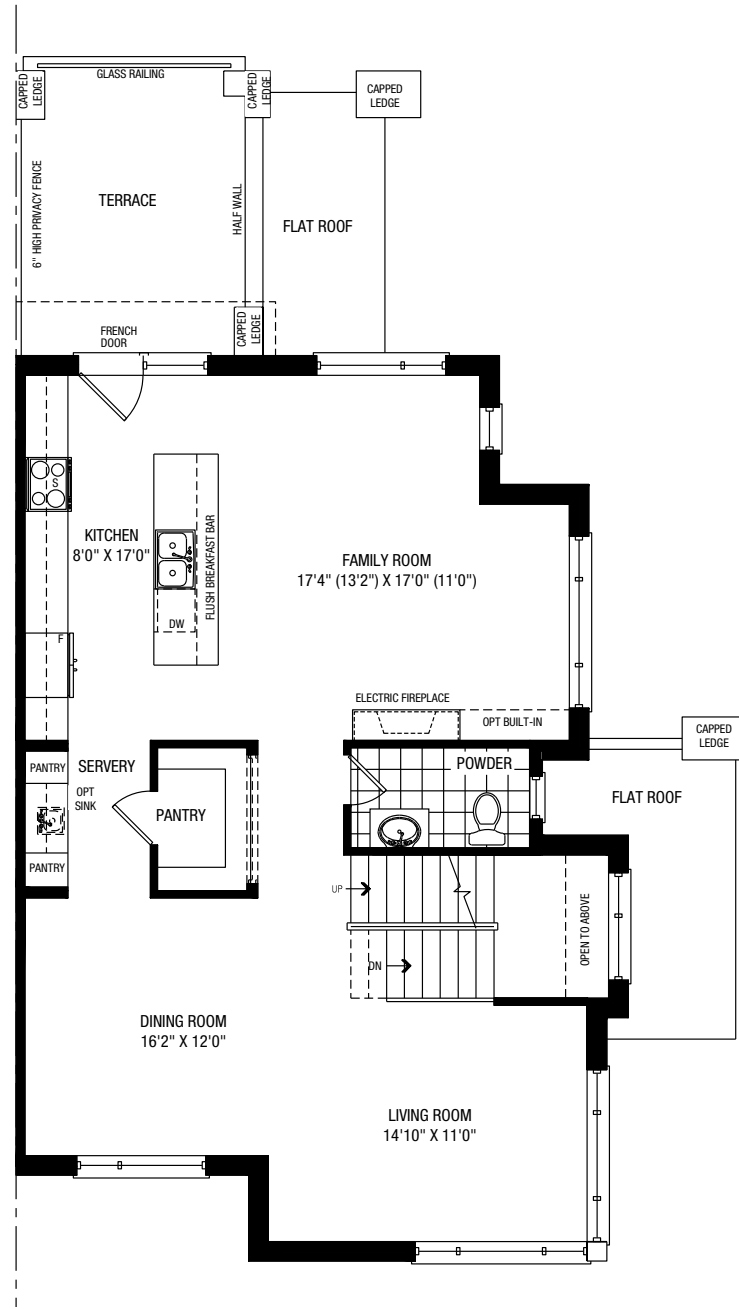 GLASS RAILING
CAPPED
LEDGE
CAPPED
LEDGE
CAPPED
LEDGE
6" HIGH PRIVACY FENCE
TERRACE
HALF WALL
FLAT ROOF
FRENCH
DOOR
CAPPED
LEDGE
S
KITCHEN
8'0" X 17'0"
FLUSH BREAKFAST BAR
DW
FAMILY ROOM
17'4" (13'2") X 17'0" (11'0")
F
ELECTRIC FIREPLACE
OPT BUILT-IN
CAPPED
LEDGE
PANTRY
SERVERY
OPT
SINK
PANTRY
PANTRY
POWDER
FLAT ROOF
UP
DN
OPEN TO ABOVE
DINING ROOM
16'2" X 12'0"
LIVING ROOM
14'10" X 11'0"